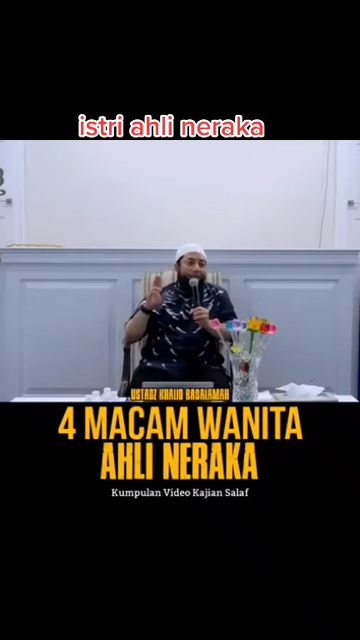 istri ahli neraka
USTADZ KHALID BASALAMAH
4 MACAM WANITA
AHLI NERAKA
Kumpulan Video Kajian Salaf